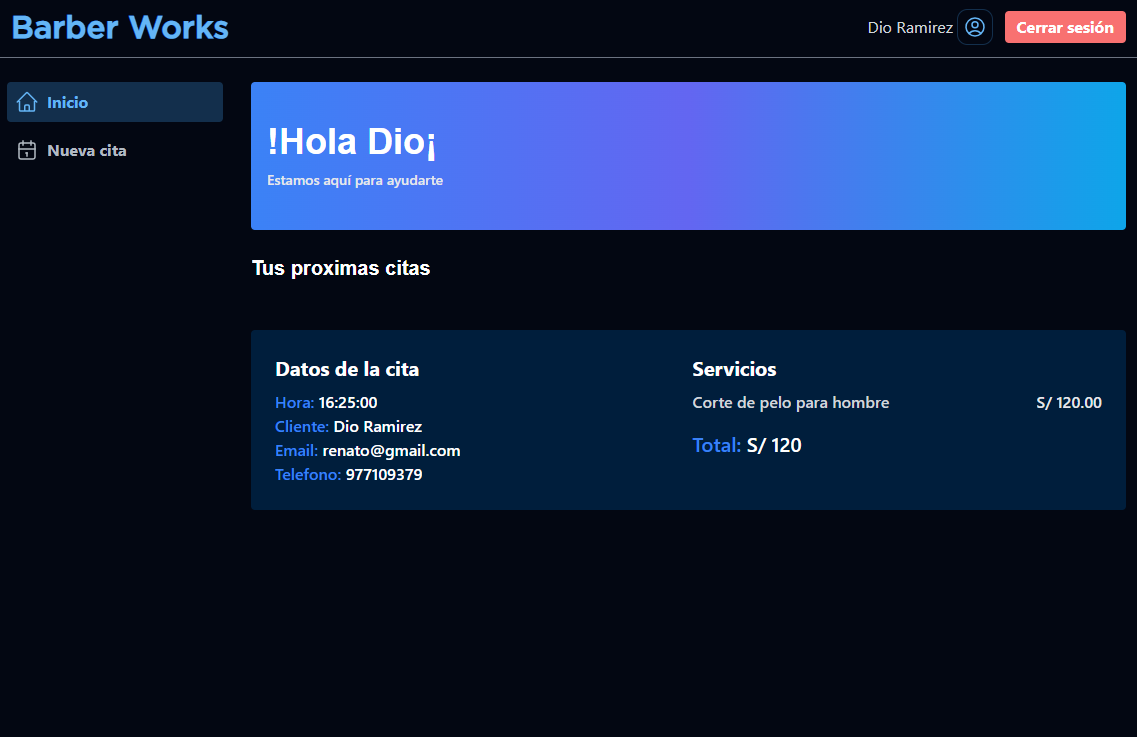 Barber Works
Dio Ramirez
Cerrar sesión
Inicio
Nueva cita
!Hola Dio¡
Estamos aquí para ayudarte
Tus proximas citas
Datos de la cita
Hora: 16:25:00
Cliente: Dio Ramirez
Email: renato@gmail.com
Telefono: 977109379
Servicios
Corte de pelo para hombre S/ 120.00
Total: S/ 120